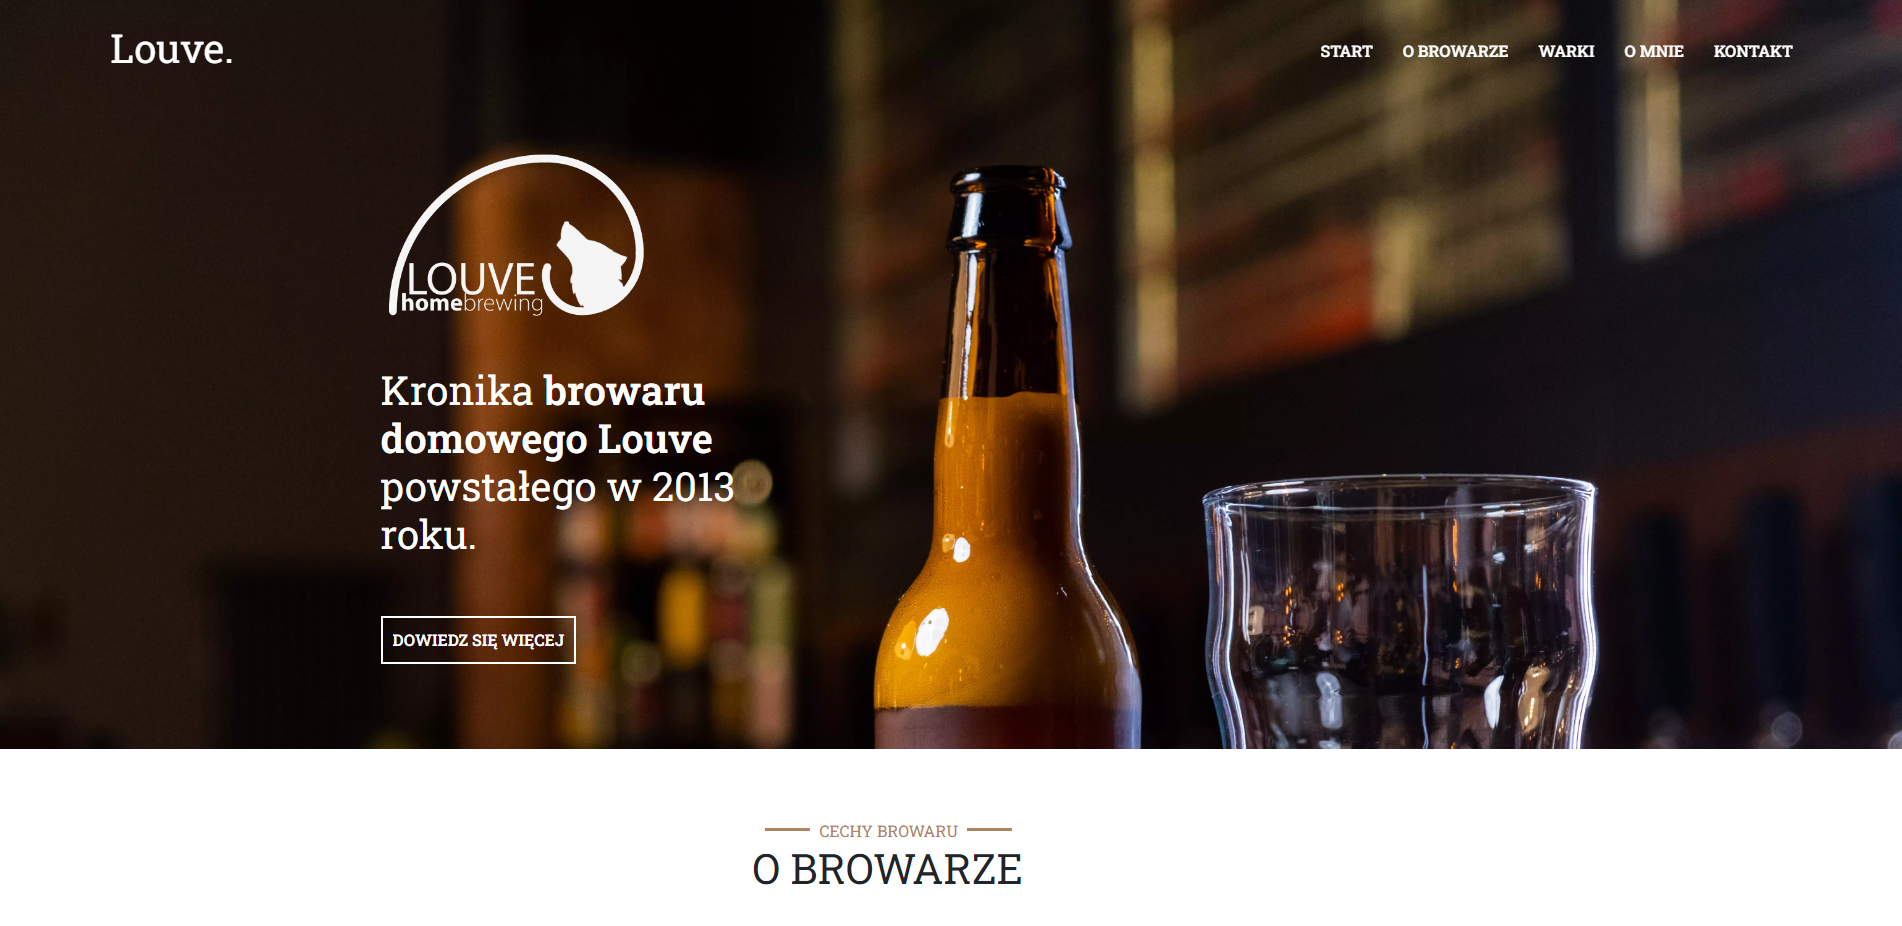 Louve.
START O BROWARZE WARKI O MNIE KONTAKT
LOUVE
homebrewing
Kronika browaru
domowego Louve
powstałego w 2013
roku.
DOWIEDZ SIĘ WIĘCEJ
CECHY BROWARU
O BROWARZE